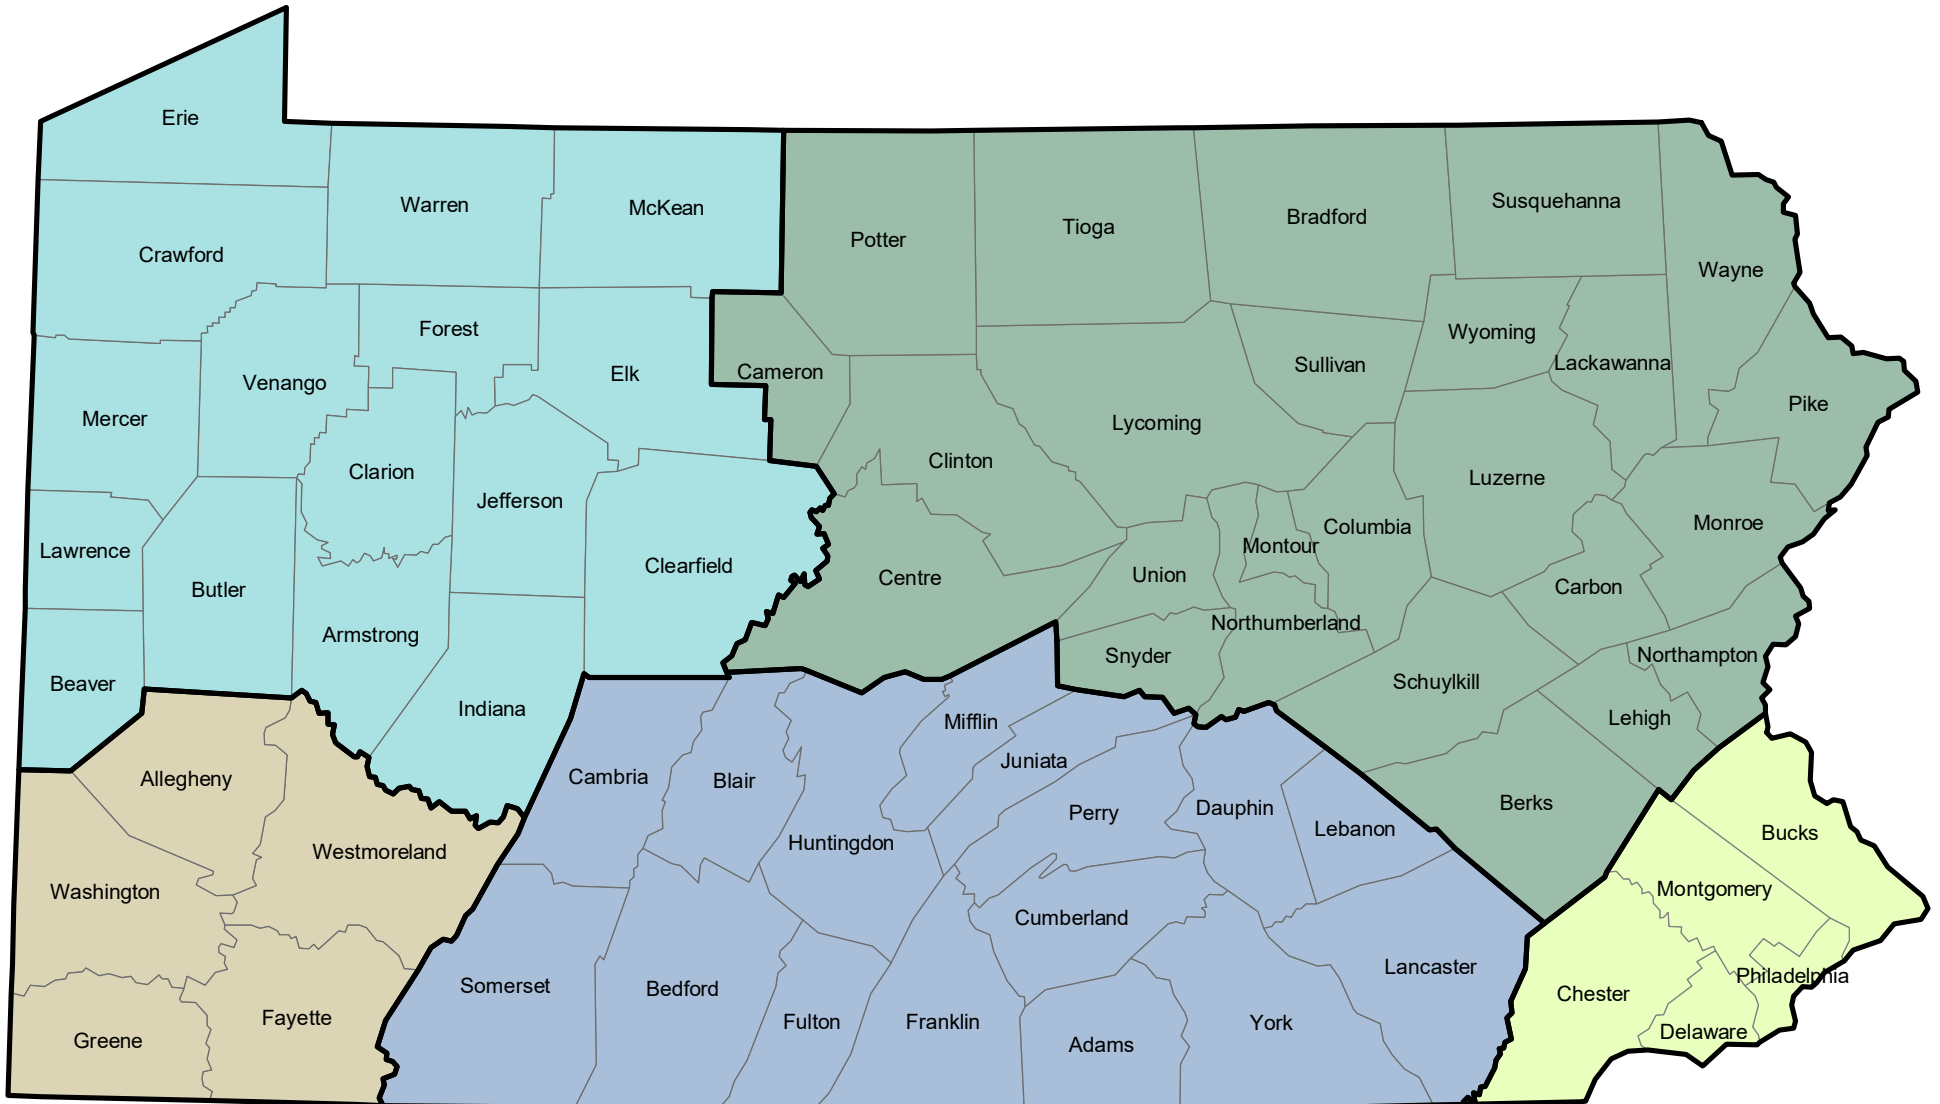 Erie
Warren
McKean
Susquehanna
Bradford
Tioga
Potter
Crawford
Wayne
Forest
Wyoming
Lackawanna
Sullivan
Cameron
Elk
Venango
Pike
Mercer
Lycoming
Clinton
Clarion
Luzerne
Jefferson
Monroe
Columbia
Montour
Lawrence
Clearfield
Union
Centre
Carbon
Butler
Northumberland
Armstrong
Snyder
Northampton
Beaver
Schuylkill
Indiana
Lehigh
Mifflin
Juniata
Cambria
Allegheny
Blair
Berks
Dauphin
Perry
Lebanon
Bucks
Huntingdon
Westmoreland
Montgomery
Washington
Cumberland
Lancaster
Philadelphia
Somerset
Bedford
Chester
Fayette
Fulton
Franklin
York
Delaware
Greene
Adams